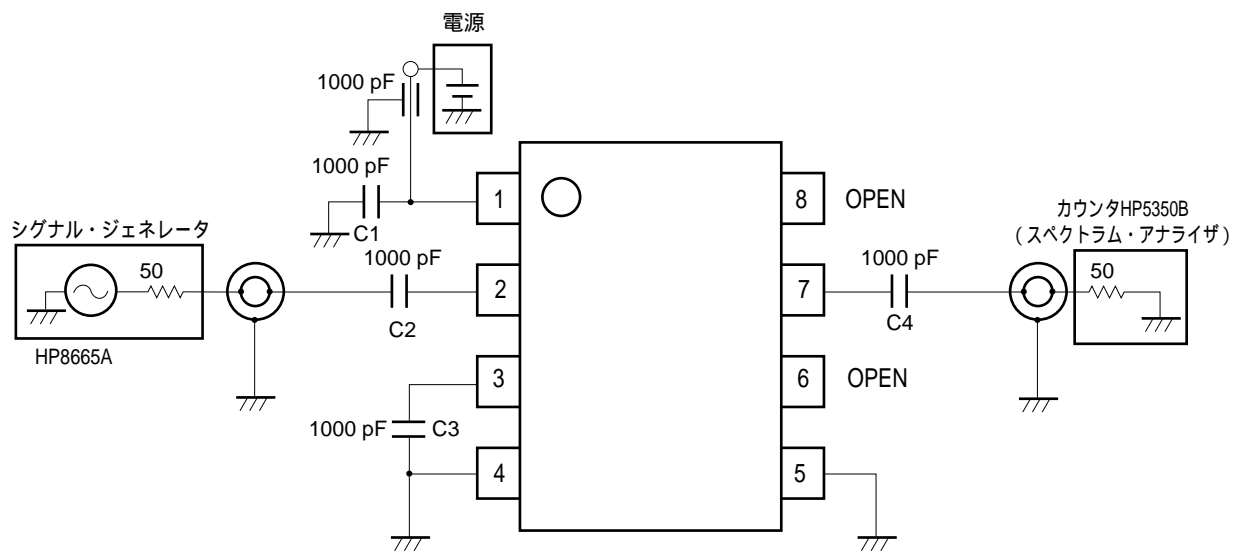 電源
1000 pF
1000 pF
C1
1
8 OPEN
シグナル・ジェネレータ
カウンタHP5350B
(スペクトラム・アナライザ)
50
1000 pF
C2
2
7
1000 pF
C4
50
HP8665A
3
6 OPEN
1000 pF C3
4
5